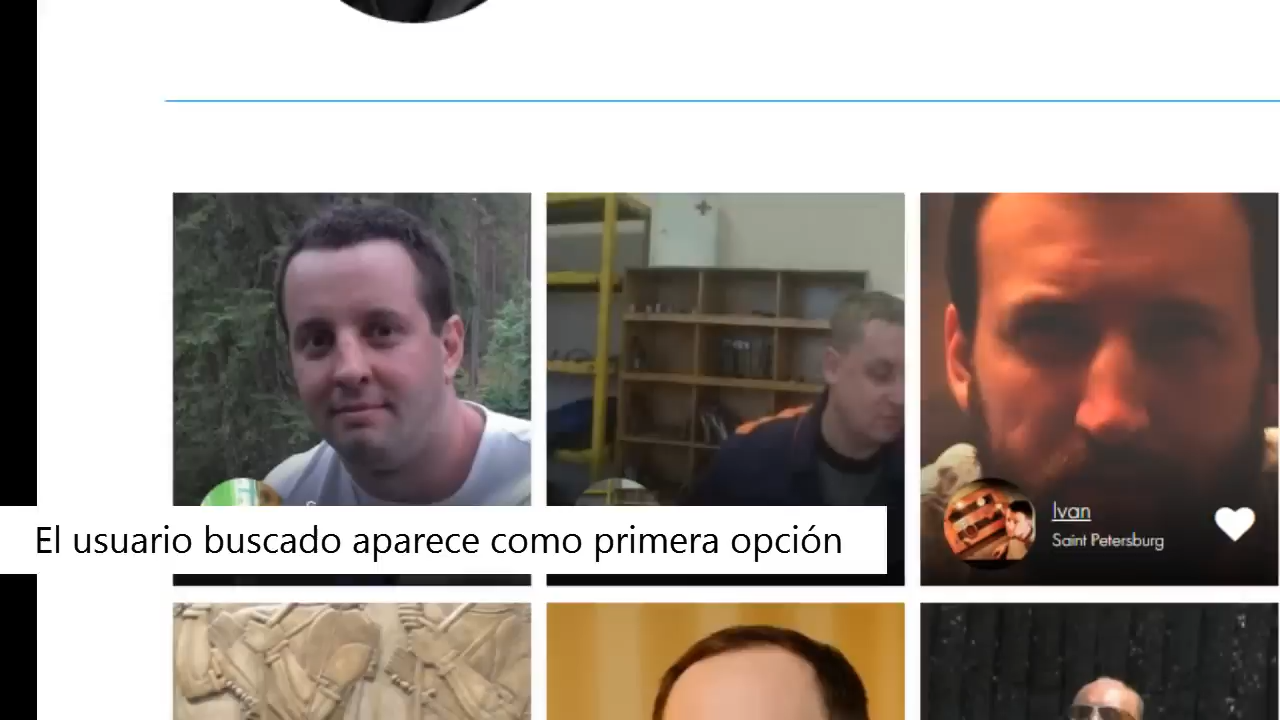 El usuario buscado aparece como primera opción
Ivan
Saint Petersburg